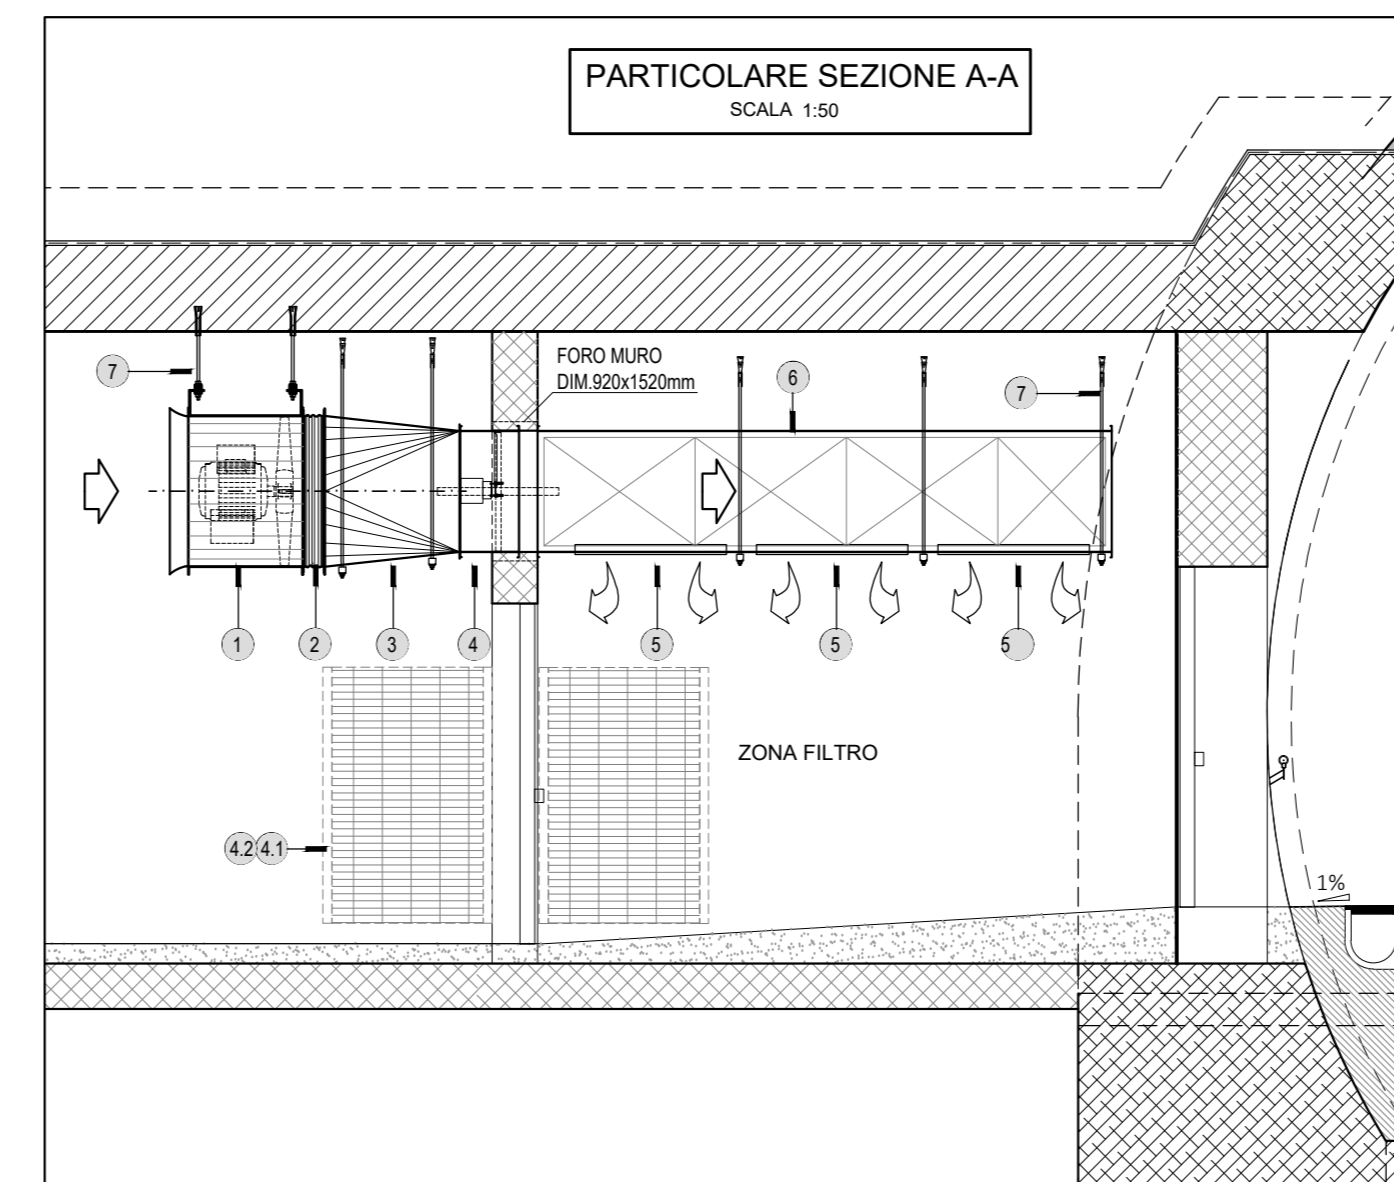 PARTICOLARE SEZIONE A-A
SCALA 1:50
FORO MURO
DIM.920x1520mm
7
6
7
1
2
3
4
5
5
5
ZONA FILTRO
4.2 4.1
1%